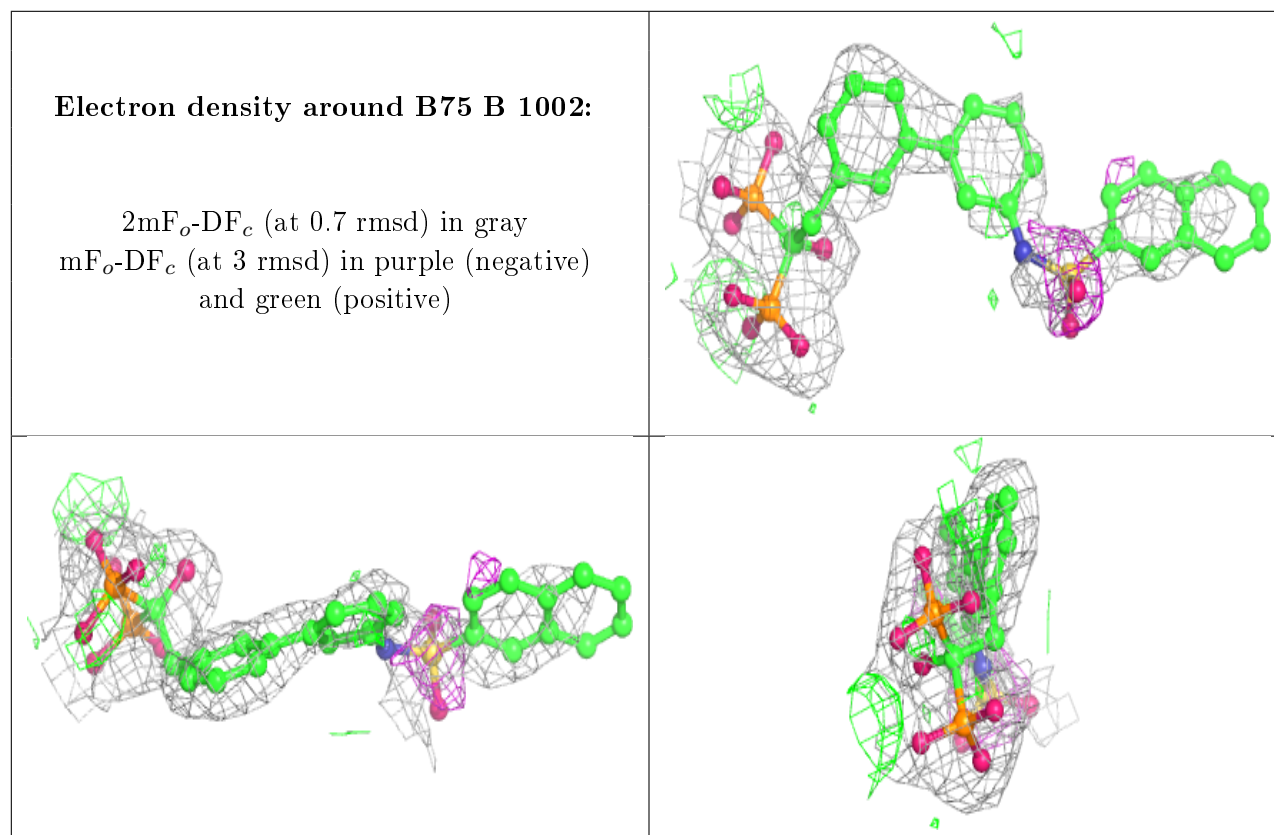 Electron density around B75 B 1002:
2mFₒ-DF𝒸 (at 0.7 rmsd) in gray
mFₒ-DF𝒸 (at 3 rmsd) in purple (negative)
and green (positive)